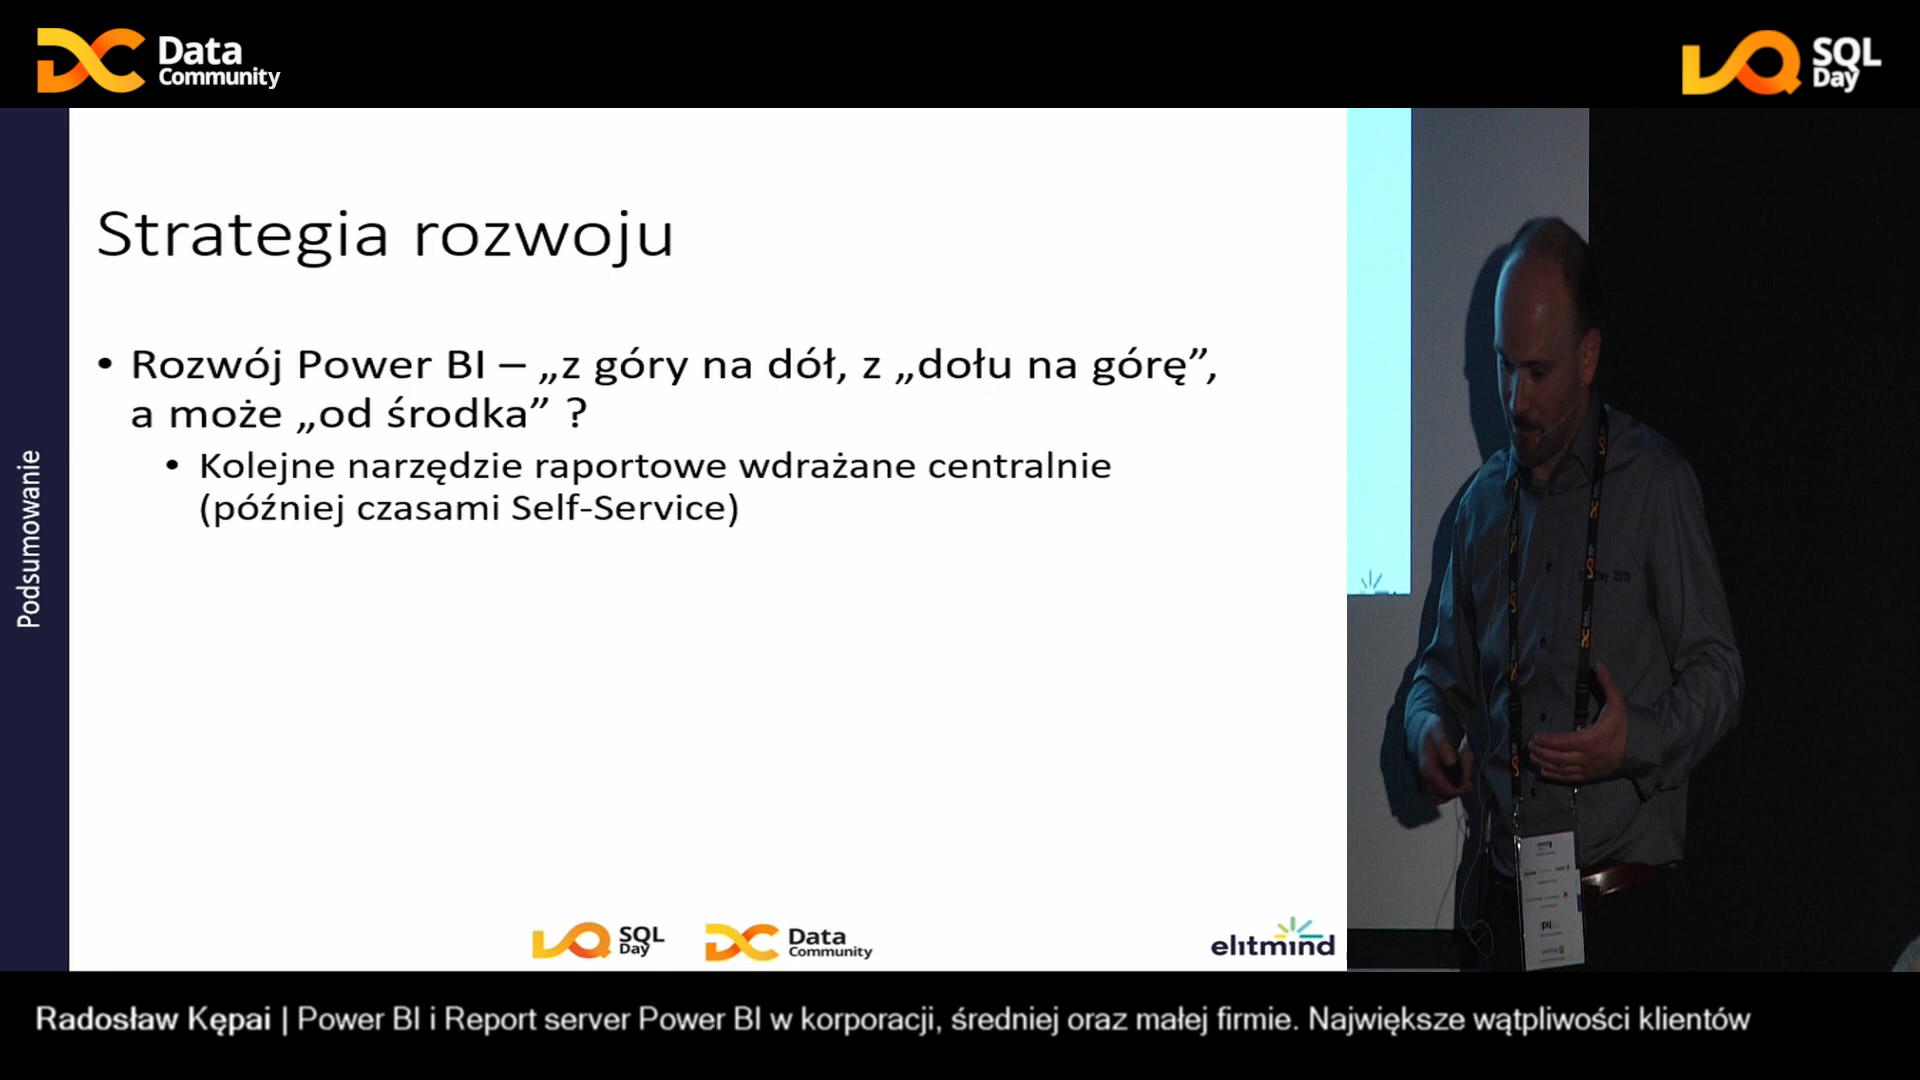 Data
Community
SQL
Day
Strategia rozwoju
• Rozwój Power BI – „z góry na dół, z „dołu na górę”,
a może „od środka” ?
• Kolejne narzędzie raportowe wdrażane centralnie
(później czasami Self-Service)
Podsumowanie
SQL
Day
Data
Community
elitmind
Radosław Kępai | Power BI i Report server Power BI w korporacji, średniej oraz małej firmie. Największe wątpliwości klientów